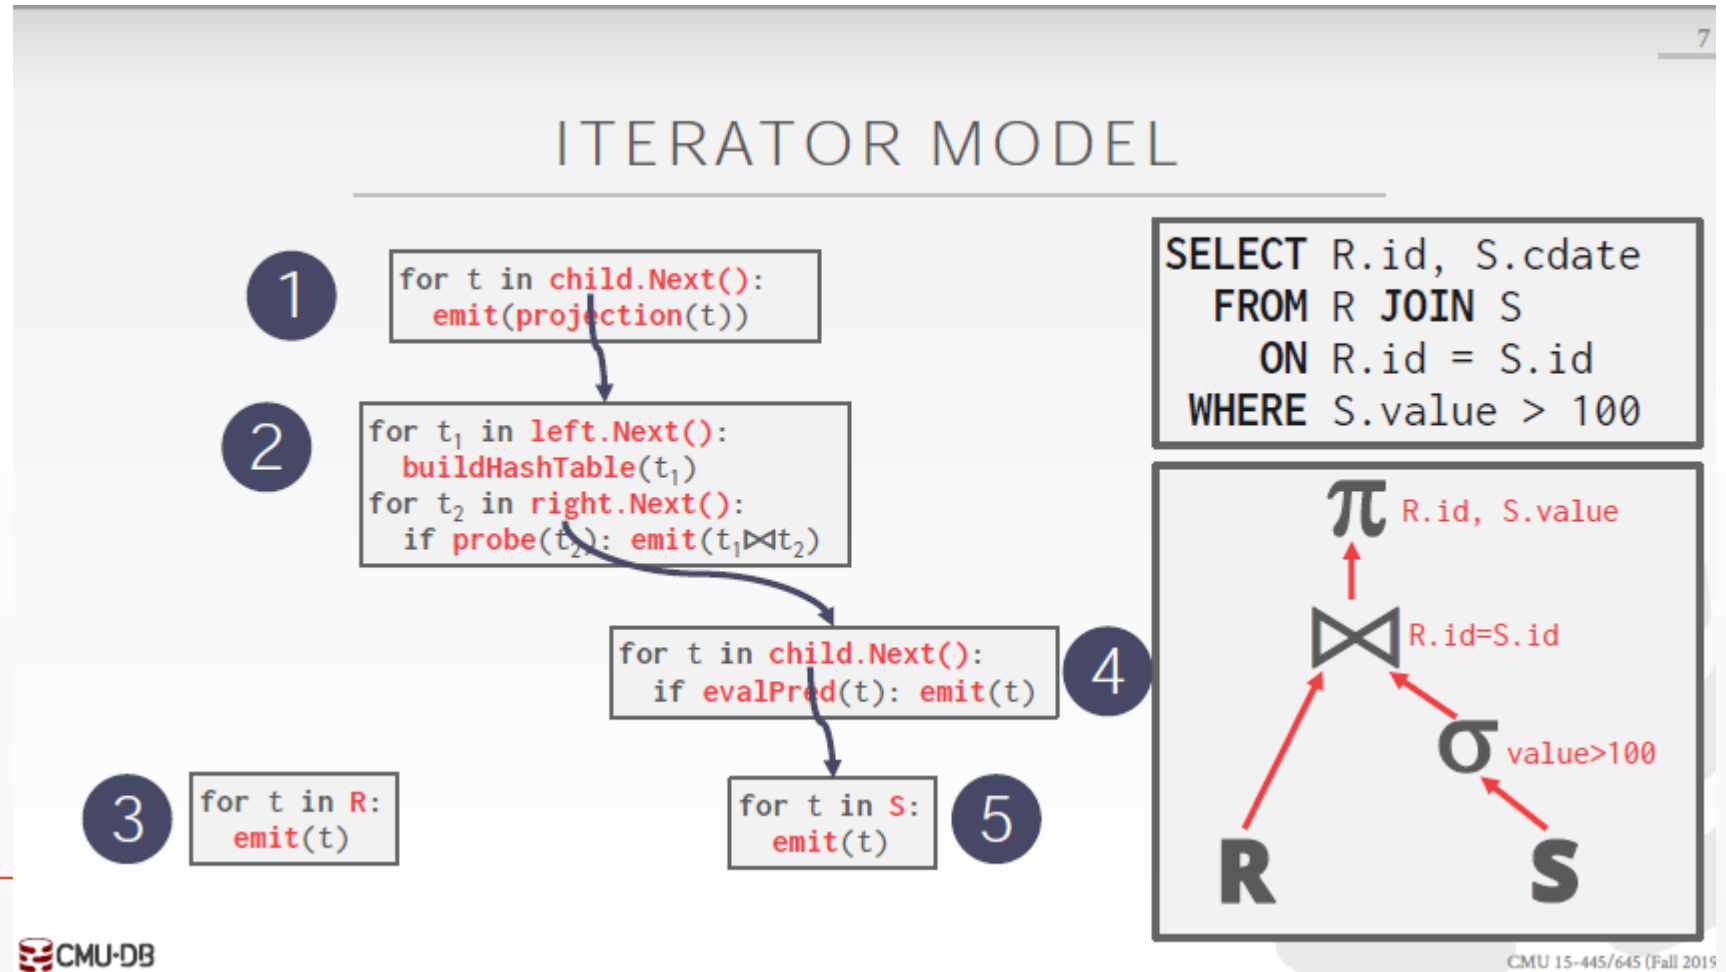 7
ITERATOR MODEL
1
for t in child.Next():
emit(projection(t))
2
for t₁ in left.Next():
buildHashTable(t₁)
for t₂ in right.Next():
if probe(t₂): emit(t₁⨝t₂)
for t in child.Next():
if evalPred(t): emit(t)
4
3
for t in R:
emit(t)
for t in S:
emit(t)
5
SELECT R.id, S.cdate
FROM R JOIN S
ON R.id = S.id
WHERE S.value > 100
π R.id, S.value
⨝ R.id=S.id
σ value>100
R S
CMU·DB
CMU 15-445/645 (Fall 2019